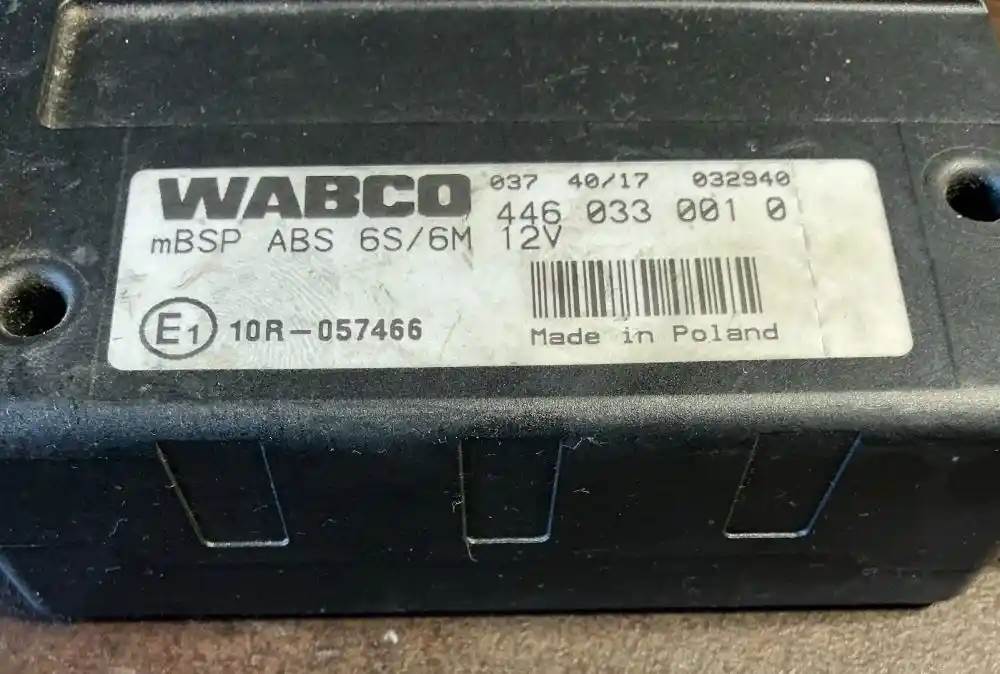 WABCO 037 40/17 032940
446 033 001 0
mBSP ABS 6S/6M 12V
E1 10R-057466
Made in Poland